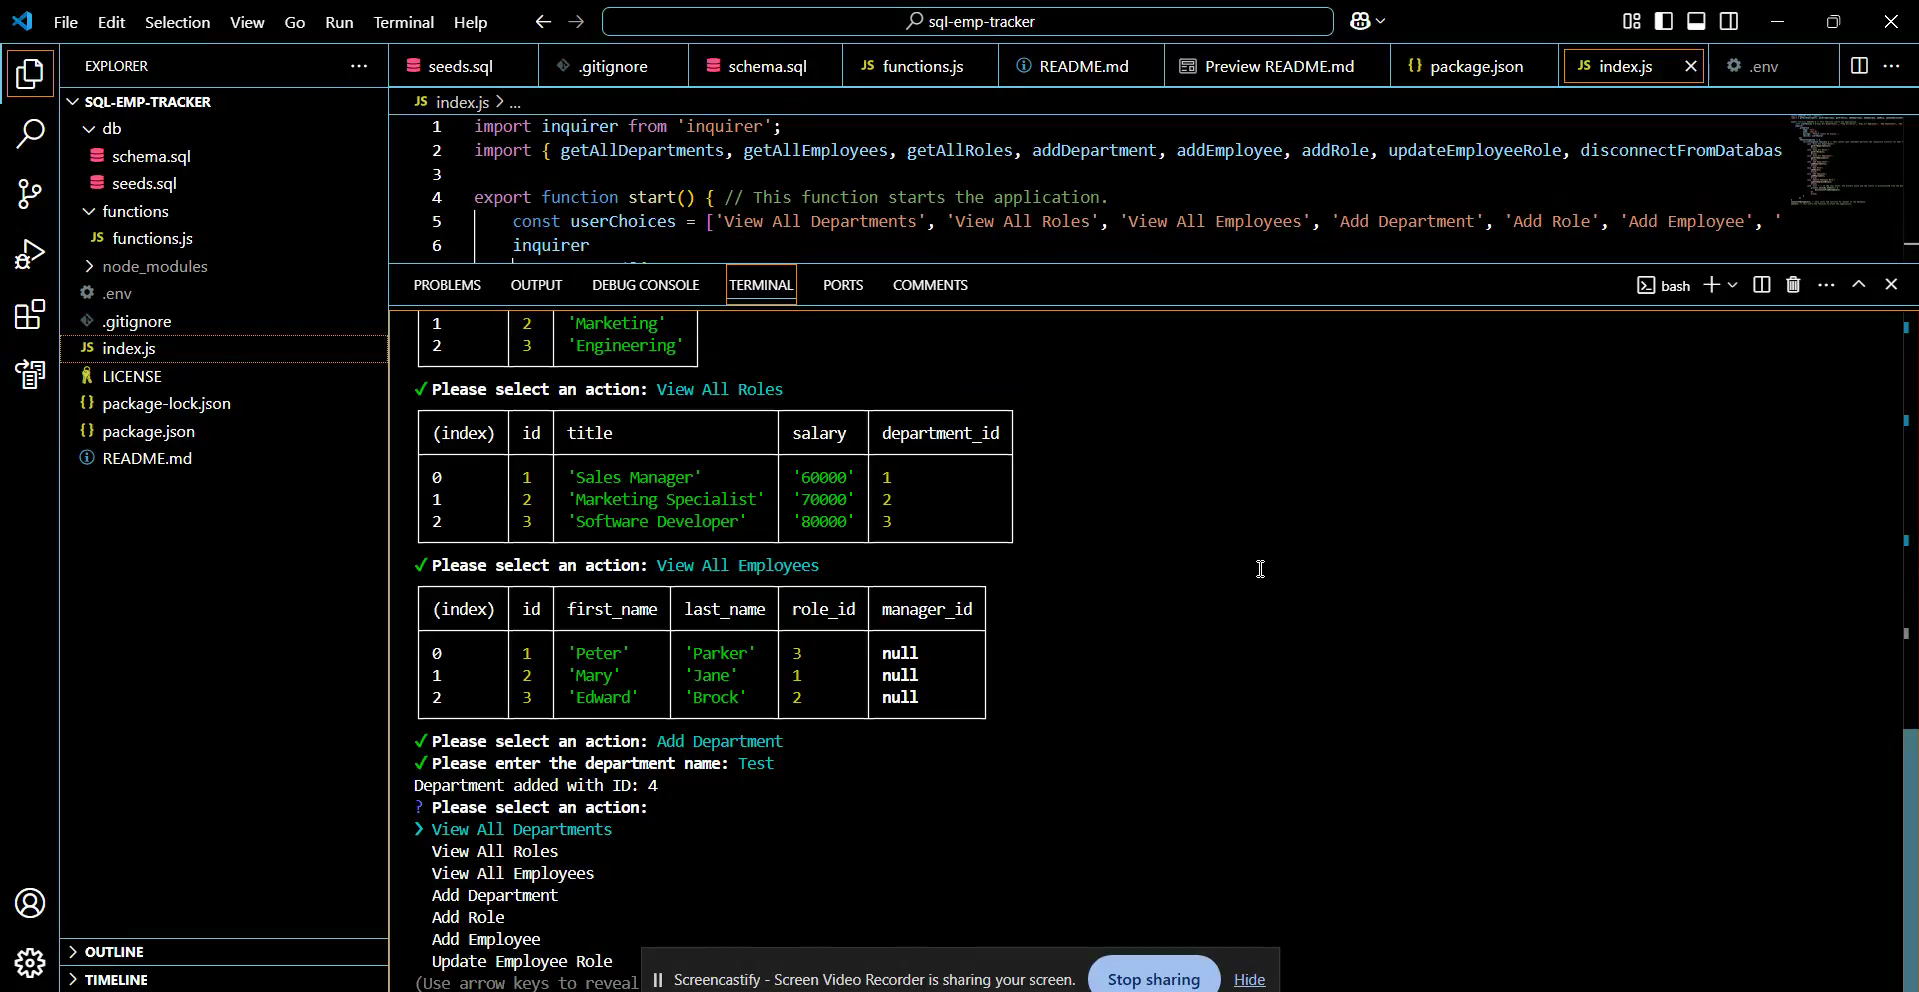 File Edit Selection View Go Run Terminal Help
sql-emp-tracker
EXPLORER
SQL-EMP-TRACKER
db
schema.sql
seeds.sql
functions
JS functions.js
node_modules
.env
.gitignore
JS index.js
LICENSE
{} package-lock.json
{} package.json
README.md
OUTLINE
TIMELINE
seeds.sql .gitignore schema.sql JS functions.js README.md Preview README.md {} package.json JS index.js .env
JS index.js > ...
1 import inquirer from 'inquirer';
2 import { getAllDepartments, getAllEmployees, getAllRoles, addDepartment, addEmployee, addRole, updateEmployeeRole, disconnectFromDatabas
3
4 export function start() { // This function starts the application.
5 const userChoices = ['View All Departments', 'View All Roles', 'View All Employees', 'Add Department', 'Add Role', 'Add Employee', '
6 inquirer
PROBLEMS OUTPUT DEBUG CONSOLE TERMINAL PORTS COMMENTS
bash
1 2 'Marketing'
2 3 'Engineering'
✓ Please select an action: View All Roles
(index) id title salary department_id
0 1 'Sales Manager' '60000' 1
1 2 'Marketing Specialist' '70000' 2
2 3 'Software Developer' '80000' 3
✓ Please select an action: View All Employees
(index) id first_name last_name role_id manager_id
0 1 'Peter' 'Parker' 3 null
1 2 'Mary' 'Jane' 1 null
2 3 'Edward' 'Brock' 2 null
✓ Please select an action: Add Department
✓ Please enter the department name: Test
Department added with ID: 4
? Please select an action:
❯ View All Departments
View All Roles
View All Employees
Add Department
Add Role
Add Employee
Update Employee Role
(Use arrow keys to reveal
Screencastify - Screen Video Recorder is sharing your screen. Stop sharing Hide